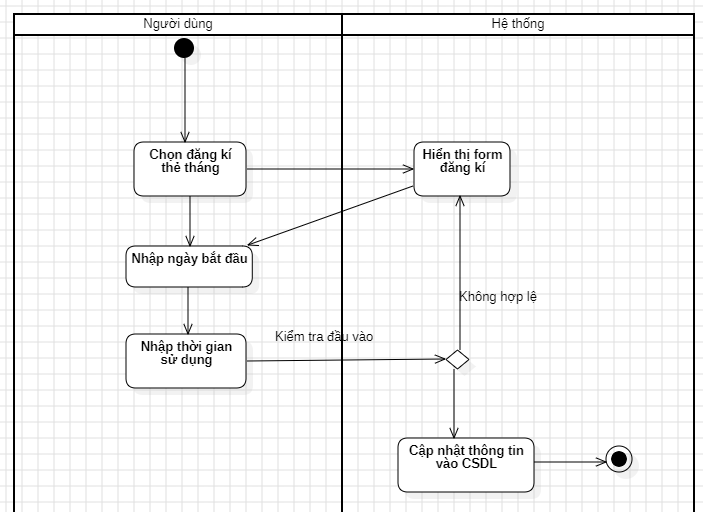 Người dùng
Hệ thống
Chọn đăng kí
thẻ tháng
Hiển thị form
đăng kí
Nhập ngày bắt đầu
Không hợp lệ
Kiểm tra đầu vào
Nhập thời gian
sử dụng
Cập nhật thông tin
vào CSDL